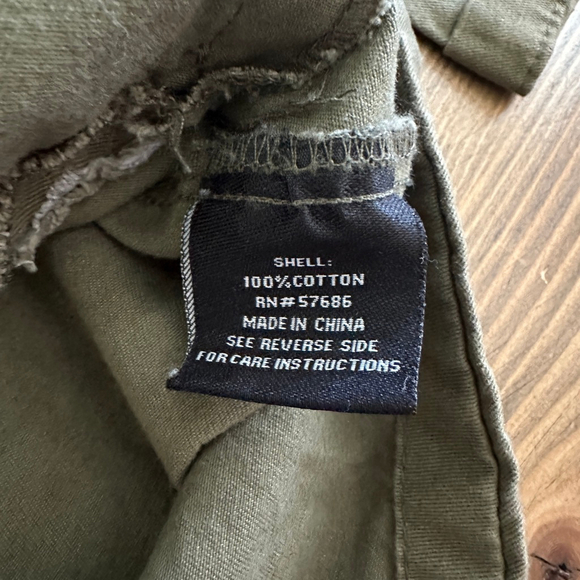 SHELL:
100%COTTON
RN#57686
MADE IN CHINA
SEE REVERSE SIDE
FOR CARE INSTRUCTIONS